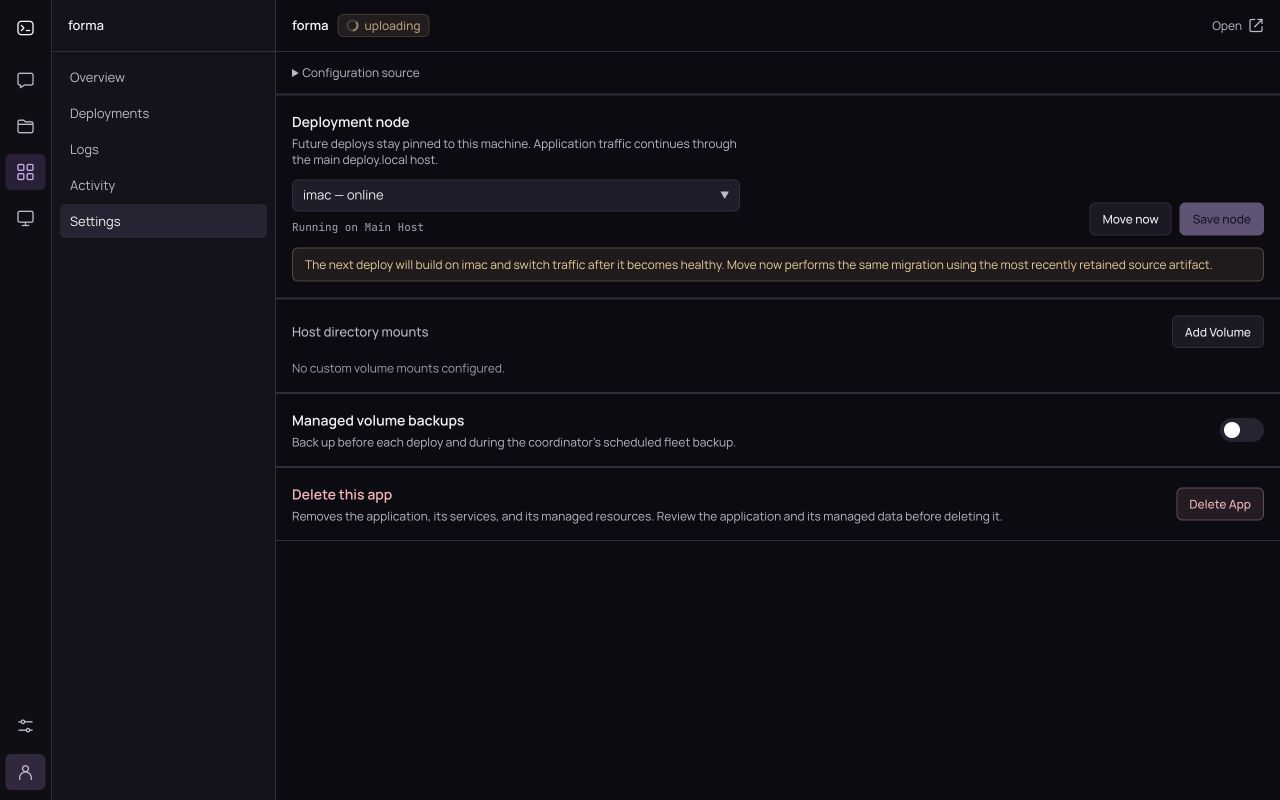 forma
Overview
Deployments
Logs
Activity
Settings
forma
uploading
Open
Configuration source
Deployment node
Future deploys stay pinned to this machine. Application traffic continues through
the main deploy.local host.
imac — online
Running on Main Host
Move now
Save node
The next deploy will build on imac and switch traffic after it becomes healthy. Move now performs the same migration using the most recently retained source artifact.
Host directory mounts
Add Volume
No custom volume mounts configured.
Managed volume backups
Back up before each deploy and during the coordinator's scheduled fleet backup.
Delete this app
Removes the application, its services, and its managed resources. Review the application and its managed data before deleting it.
Delete App